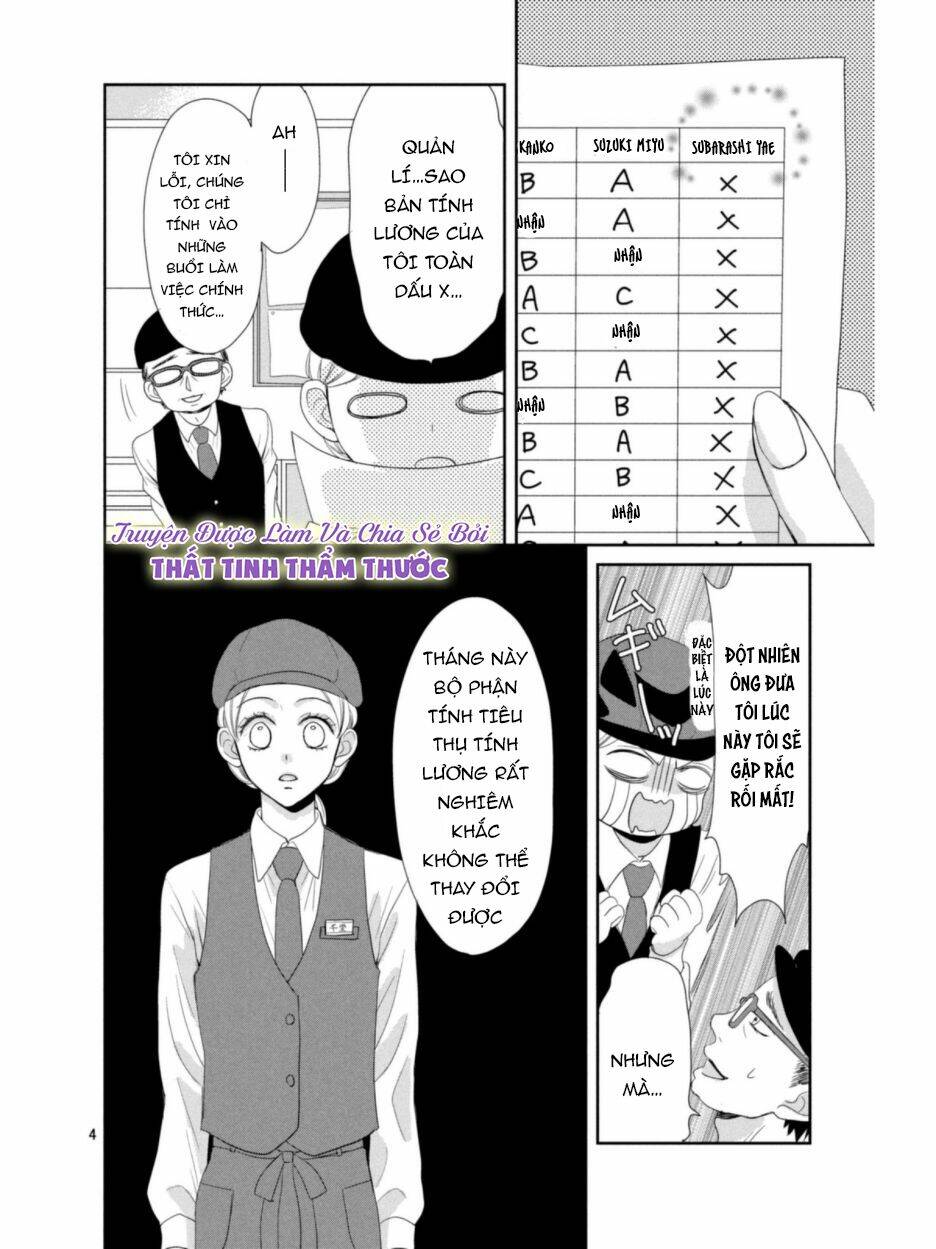 KANKO SUZUKI MIYU SUBARASHI YAE
B A X
NHẬN A X
B NHẬN X
A C X
C NHẬN X
B A X
NHẬN B X
B A X
C B X
A NHẬN X
QUẢN
LÍ...SAO
BẢN TÍNH
LƯƠNG CỦA
TÔI TOÀN
DẤU X...
AH
—
TÔI XIN
LỖI, CHÚNG
TÔI CHỈ
TÍNH VÀO
NHỮNG
BUỔI LÀM
VIỆC CHÍNH
THỨC...
Truyện Được Làm Và Chia Sẻ Bởi
THẤT TINH THẨM THƯỚC
ĐỘT NHIÊN
ÔNG ĐƯA
TÔI LÚC
NÀY TÔI SẼ
GẶP RẮC
RỐI MẤT!
ĐẶC
BIỆT
LÀ
LÚC
NÀY
ムギーッ
NHƯNG
MÀ...
THÁNG NÀY
BỘ PHẬN
TÍNH TIÊU
THỤ TÍNH
LƯƠNG RẤT
NGHIÊM
KHẮC
KHÔNG THỂ
THAY ĐỔI
ĐƯỢC
4